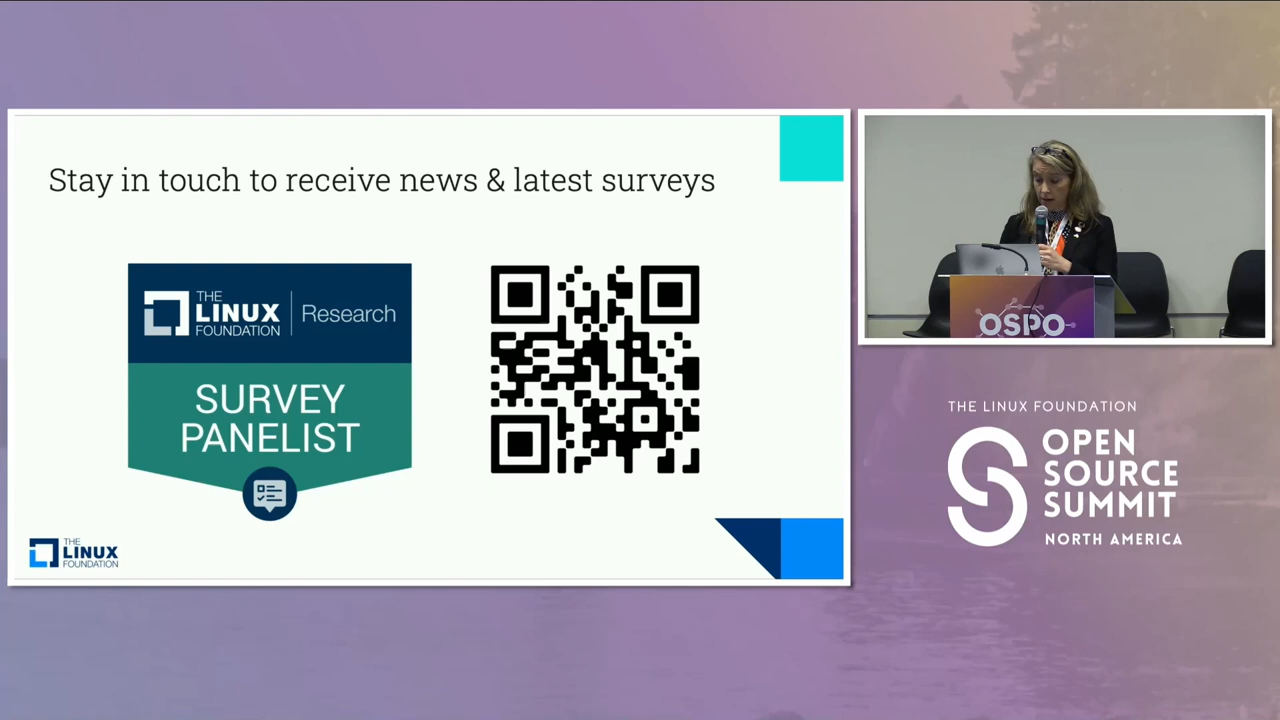 Stay in touch to receive news & latest surveys
THE
LINUX
FOUNDATION
Research
SURVEY
PANELIST
THE
LINUX
FOUNDATION
OSPO
THE LINUX FOUNDATION
OPEN
SOURCE
SUMMIT
NORTH AMERICA